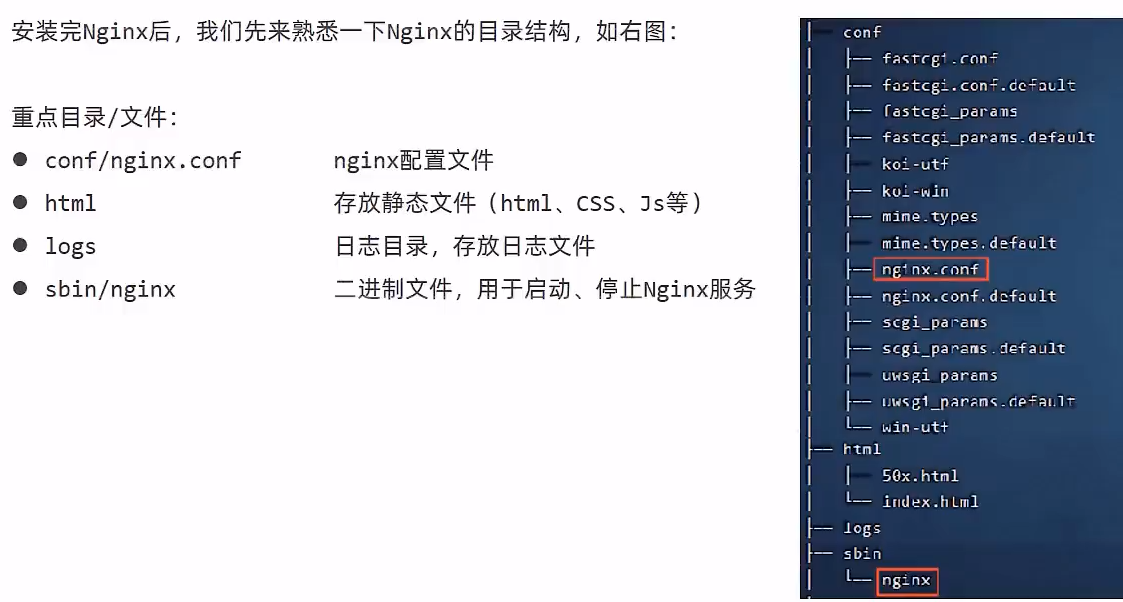 安装完Nginx后，我们先来熟悉一下Nginx的目录结构，如右图：
重点目录/文件：
● conf/nginx.conf nginx配置文件
● html 存放静态文件（html、CSS、Js等）
● logs 日志目录，存放日志文件
● sbin/nginx 二进制文件，用于启动、停止Nginx服务
├── conf
│   ├── fastcgi.conf
│   ├── fastcgi.conf.default
│   ├── fastcgi_params
│   ├── fastcgi_params.default
│   ├── koi-utf
│   ├── koi-win
│   ├── mime.types
│   ├── mime.types.default
│   ├── nginx.conf
│   ├── nginx.conf.default
│   ├── scgi_params
│   ├── scgi_params.default
│   ├── uwsgi_params
│   ├── uwsgi_params.default
│   └── win-utf
├── html
│   ├── 50x.html
│   └── index.html
├── logs
├── sbin
│   └── nginx